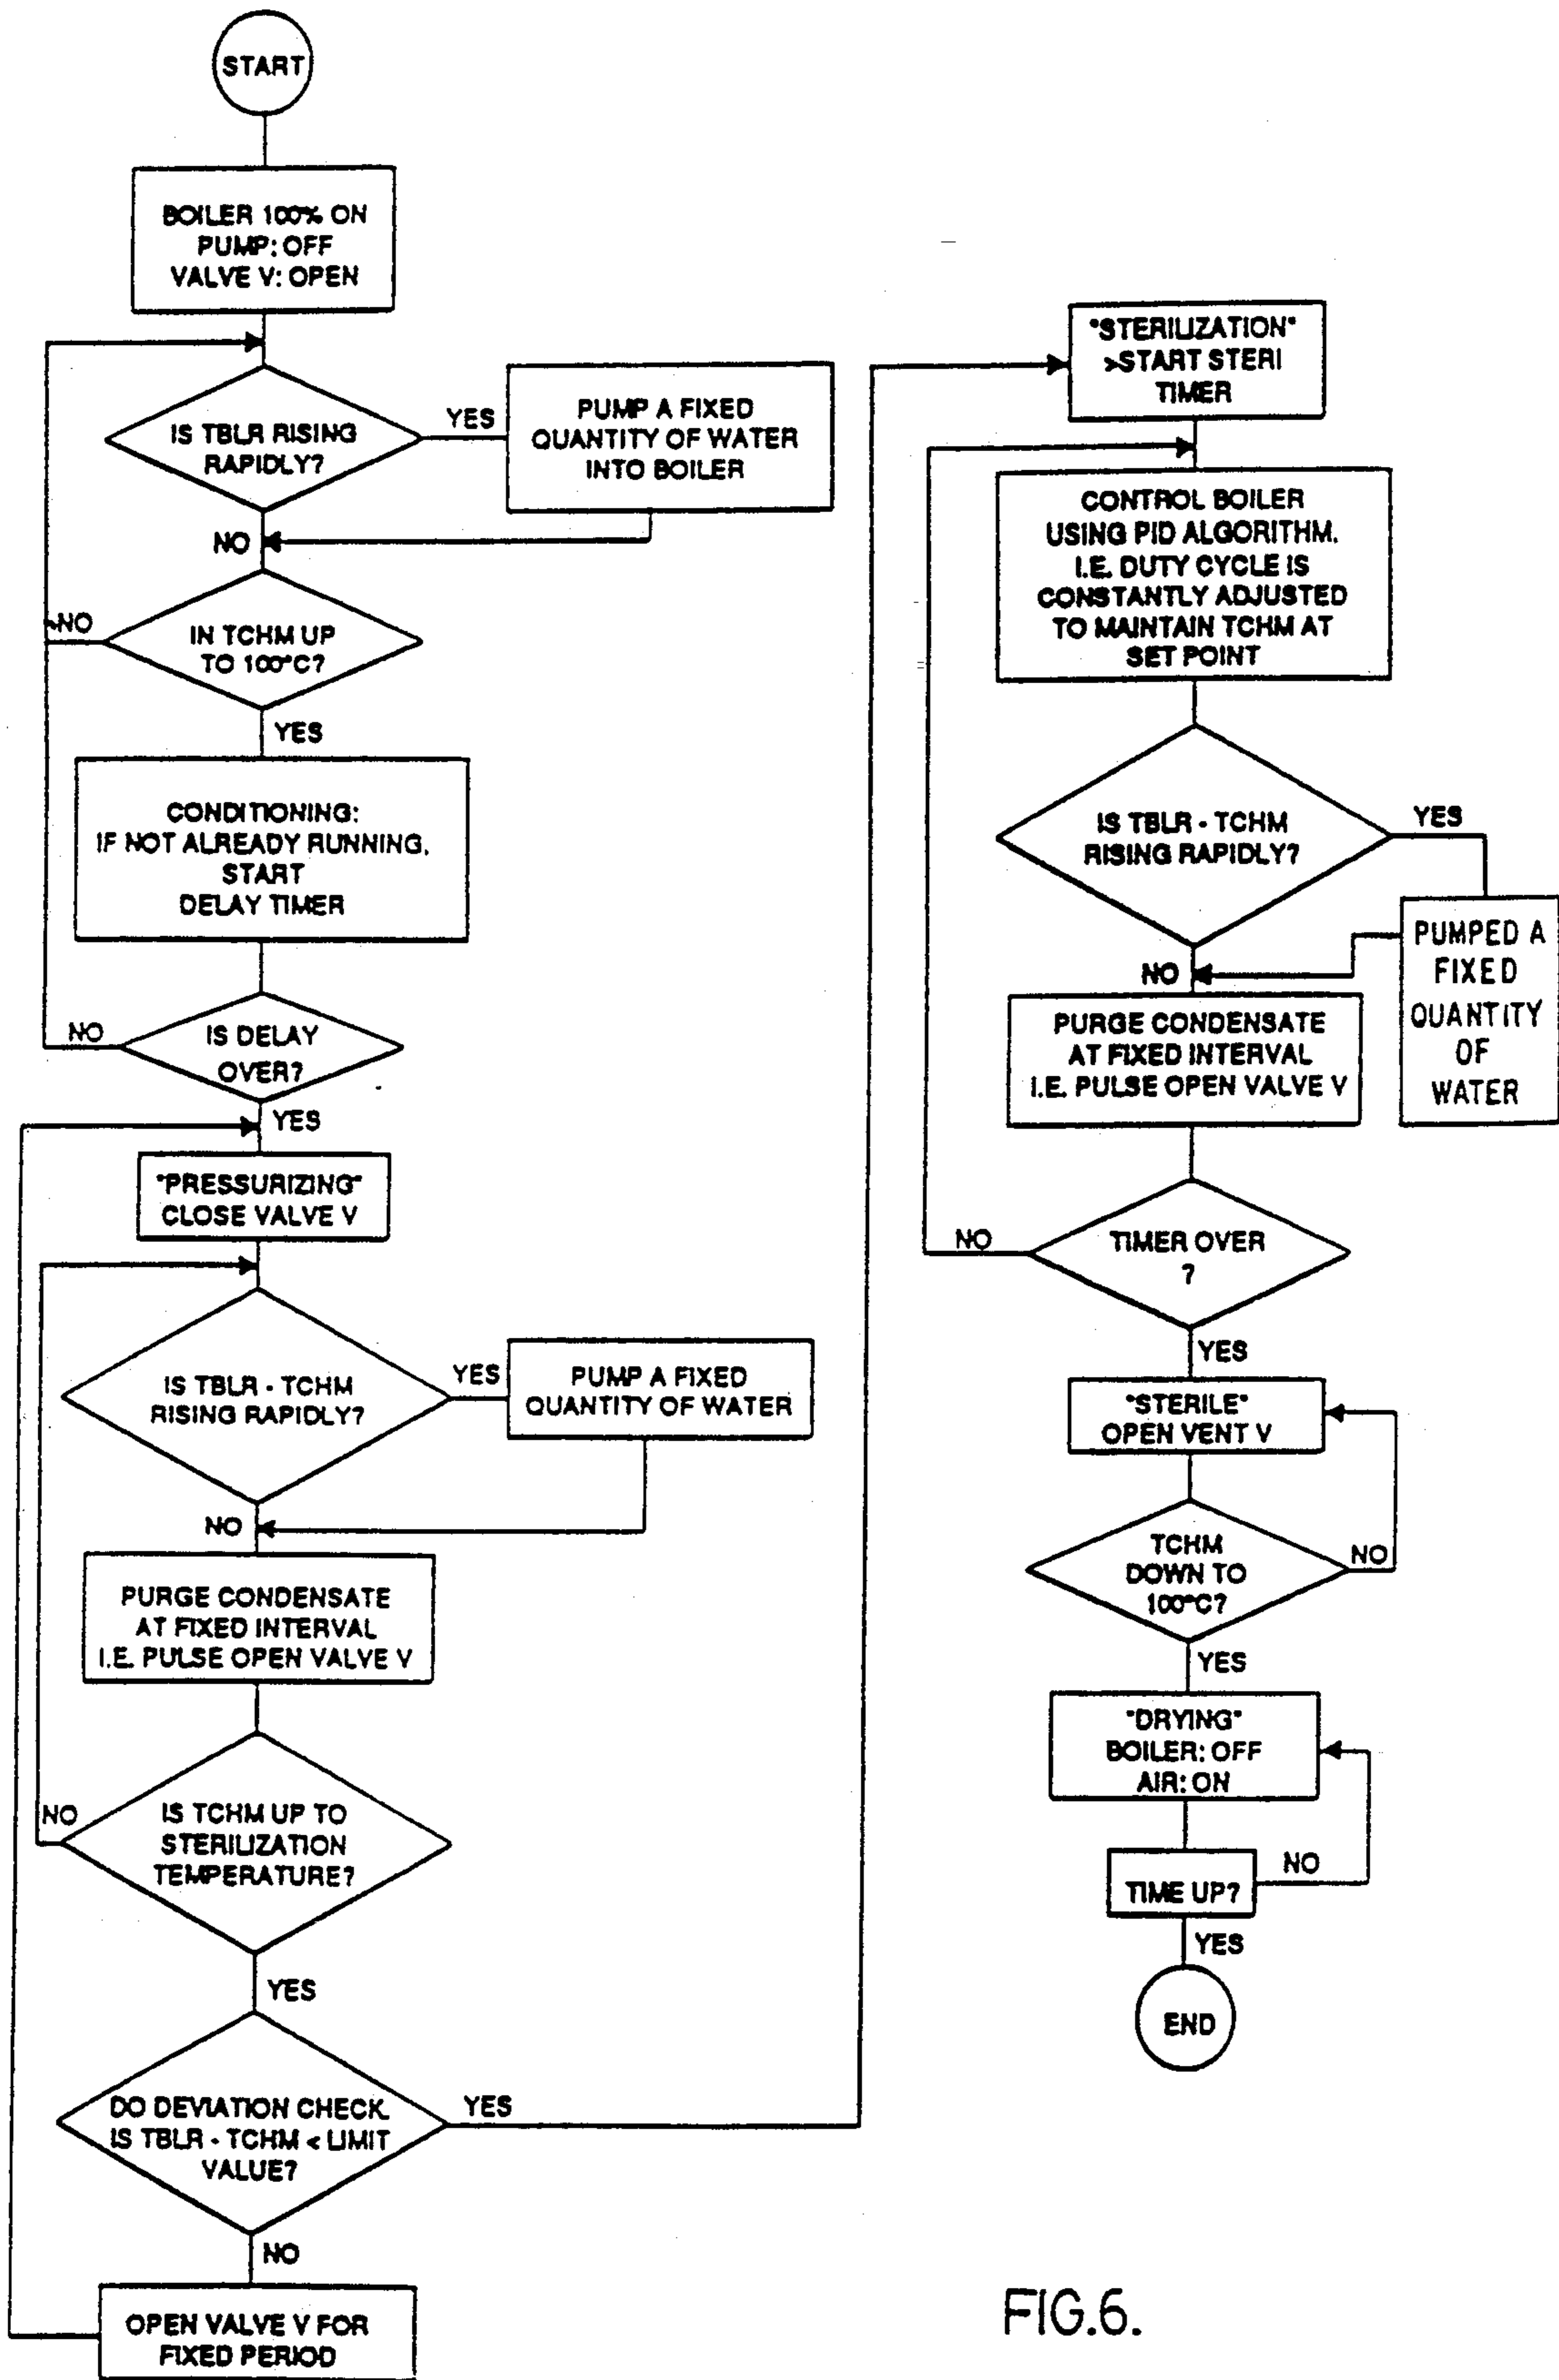 START
BOILER 100% ON
PUMP: OFF
VALVE V: OPEN
IS TBLR RISING
RAPIDLY?
YES
PUMP A FIXED
QUANTITY OF WATER
INTO BOILER
NO
IN TCHM UP
TO 100°C?
NO
YES
CONDITIONING:
IF NOT ALREADY RUNNING,
START
DELAY TIMER
IS DELAY
OVER?
NO
YES
"PRESSURIZING"
CLOSE VALVE V
IS TBLR - TCHM
RISING RAPIDLY?
YES
PUMP A FIXED
QUANTITY OF WATER
NO
PURGE CONDENSATE
AT FIXED INTERVAL
I.E. PULSE OPEN VALVE V
IS TCHM UP TO
STERILIZATION
TEMPERATURE?
NO
YES
DO DEVIATION CHECK.
IS TBLR - TCHM < LIMIT
VALUE?
YES
NO
OPEN VALVE V FOR
FIXED PERIOD
"STERILIZATION"
>START STERI
TIMER
CONTROL BOILER
USING PID ALGORITHM.
I.E. DUTY CYCLE IS
CONSTANTLY ADJUSTED
TO MAINTAIN TCHM AT
SET POINT
IS TBLR - TCHM
RISING RAPIDLY?
YES
PUMPED A
FIXED
QUANTITY
OF
WATER
NO
PURGE CONDENSATE
AT FIXED INTERVAL
I.E. PULSE OPEN VALVE V
TIMER OVER
?
NO
YES
"STERILE"
OPEN VENT V
TCHM
DOWN TO
100°C?
NO
YES
"DRYING"
BOILER: OFF
AIR: ON
TIME UP?
NO
YES
END
FIG.6.